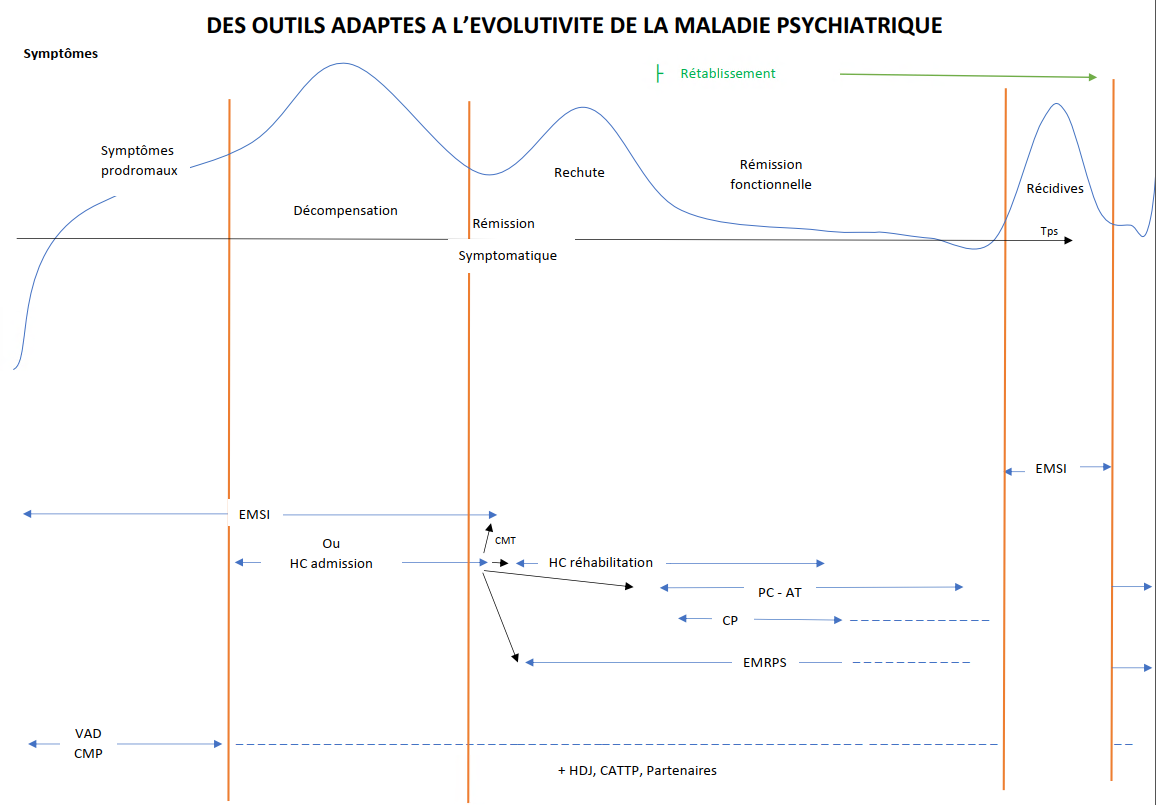 DES OUTILS ADAPTES A L’EVOLUTIVITE DE LA MALADIE PSYCHIATRIQUE
Symptômes
Rétablissement
Symptômes
prodromaux
Rechute
Rémission
fonctionnelle
Récidives
Décompensation
Rémission
Tps
Symptomatique
EMSI
EMSI
CMT
Ou
HC admission
HC réhabilitation
PC - AT
CP
EMRPS
VAD
CMP
+ HDJ, CATTP, Partenaires